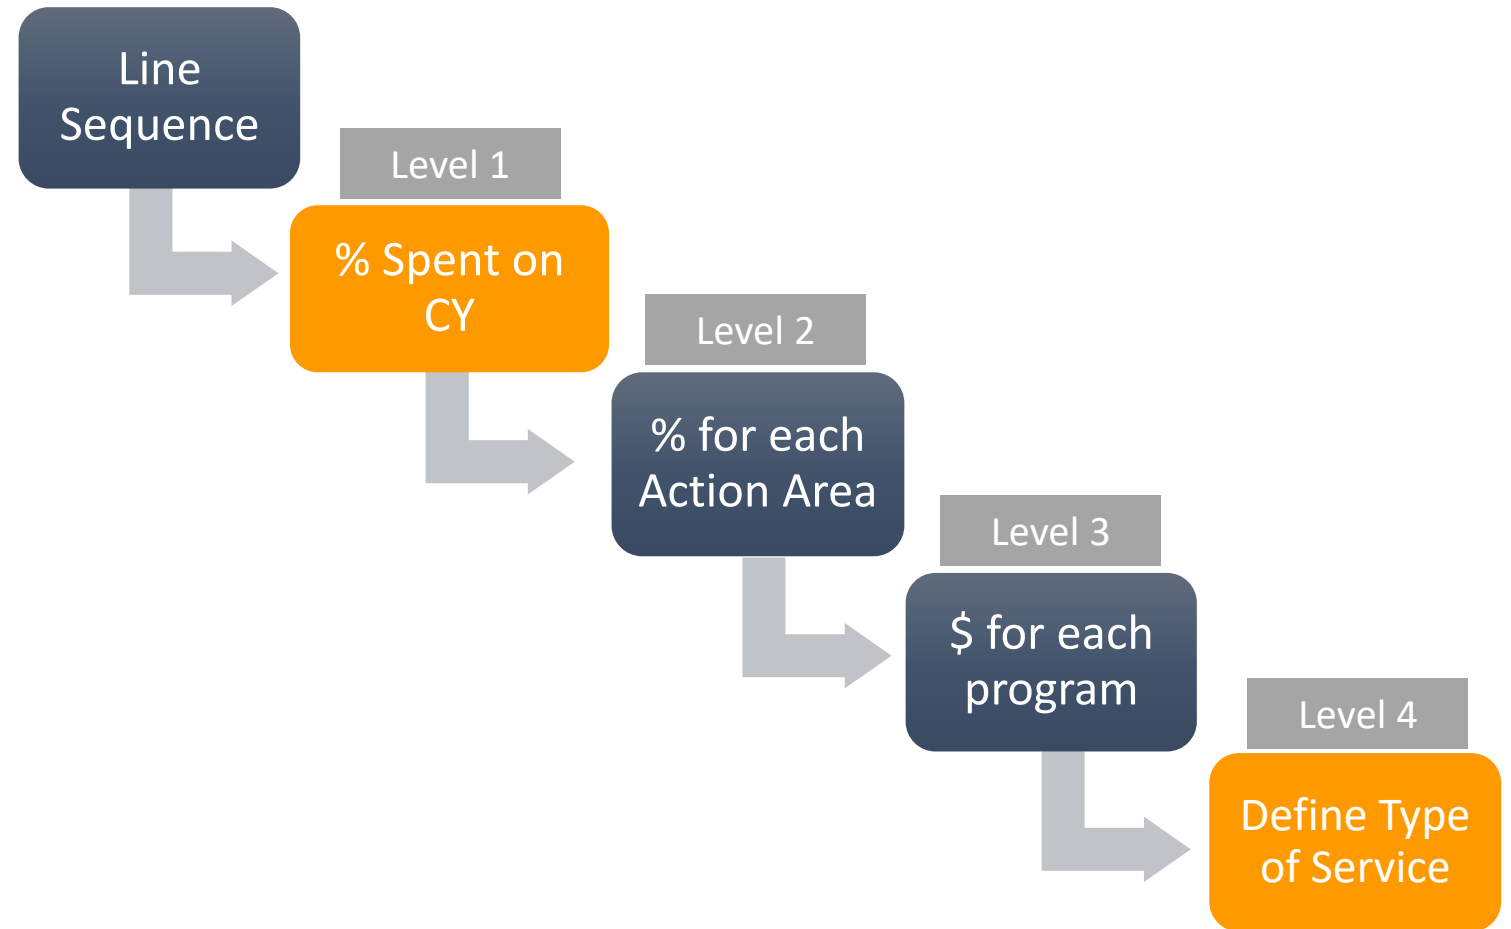 Line
Sequence
Level 1
% Spent on
CY
Level 2
% for each
Action Area
Level 3
$ for each
program
Level 4
Define Type
of Service